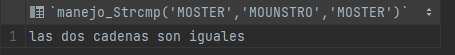 `manejo_Strcmp('MOSTER','MOUNSTRO','MOSTER')`
1 las dos cadenas son iguales